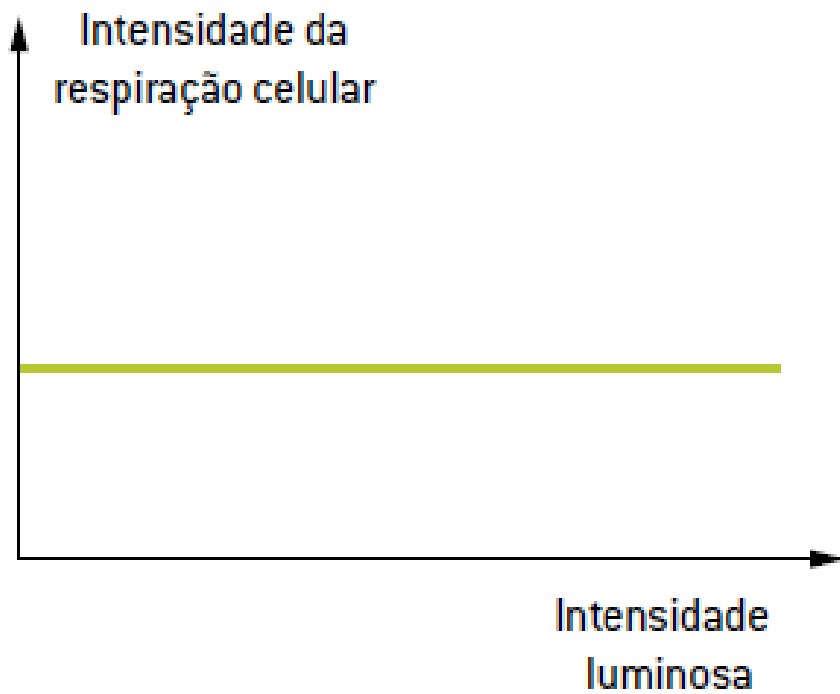 Intensidade da
respiração celular
Intensidade
luminosa